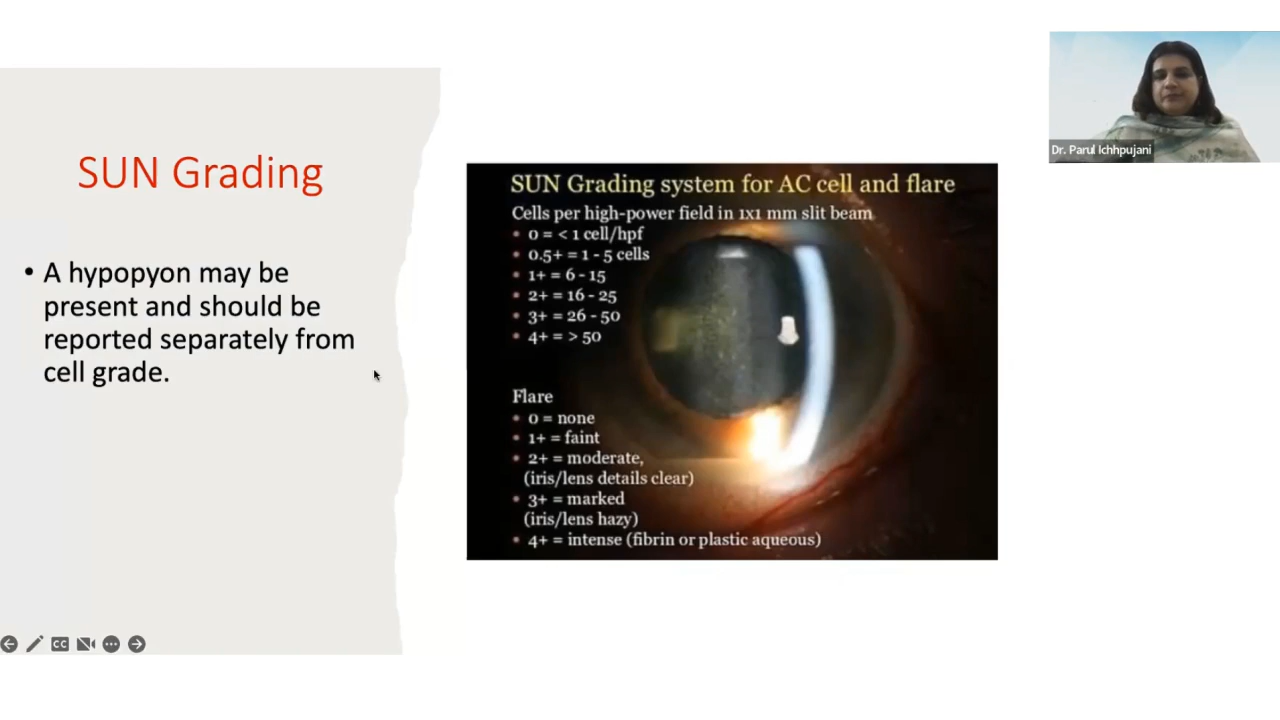 SUN Grading
• A hypopyon may be
present and should be
reported separately from
cell grade.
SUN Grading system for AC cell and flare
Cells per high-power field in 1x1 mm slit beam
• 0 = < 1 cell/hpf
• 0.5+ = 1 - 5 cells
• 1+ = 6 - 15
• 2+ = 16 - 25
• 3+ = 26 - 50
• 4+ = > 50
Flare
• 0 = none
• 1+ = faint
• 2+ = moderate,
(iris/lens details clear)
• 3+ = marked
(iris/lens hazy)
• 4+ = intense (fibrin or plastic aqueous)
Dr. Parul Ichhpujani
CC